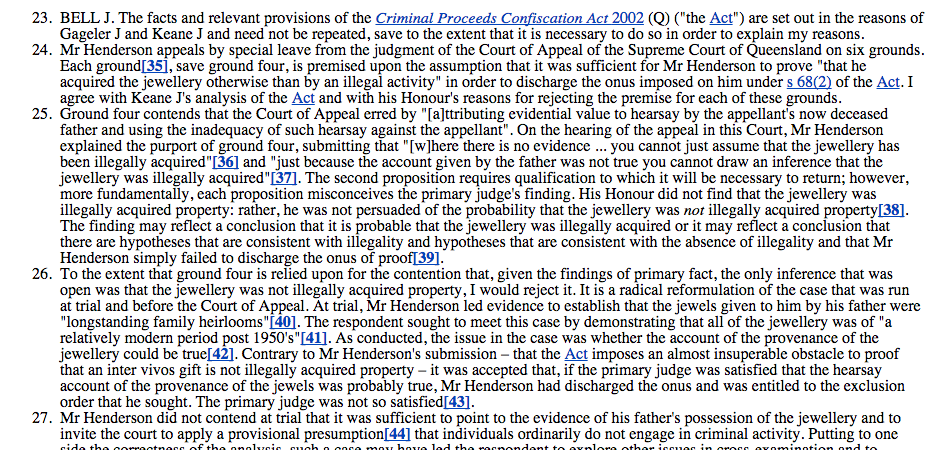 23. BELL J. The facts and relevant provisions of the Criminal Proceeds Confiscation Act 2002 (Q) ("the Act") are set out in the reasons of
Gageler J and Keane J and need not be repeated, save to the extent that it is necessary to do so in order to explain my reasons.
24. Mr Henderson appeals by special leave from the judgment of the Court of Appeal of the Supreme Court of Queensland on six grounds.
Each ground[35], save ground four, is premised upon the assumption that it was sufficient for Mr Henderson to prove "that he
acquired the jewellery otherwise than by an illegal activity" in order to discharge the onus imposed on him under s 68(2) of the Act. I
agree with Keane J's analysis of the Act and with his Honour's reasons for rejecting the premise for each of these grounds.
25. Ground four contends that the Court of Appeal erred by "[a]ttributing evidential value to hearsay by the appellant's now deceased
father and using the inadequacy of such hearsay against the appellant". On the hearing of the appeal in this Court, Mr Henderson
explained the purport of ground four, submitting that "[w]here there is no evidence ... you cannot just assume that the jewellery has
been illegally acquired"[36] and "just because the account given by the father was not true you cannot draw an inference that the
jewellery was illegally acquired"[37]. The second proposition requires qualification to which it will be necessary to return; however,
more fundamentally, each proposition misconceives the primary judge's finding. His Honour did not find that the jewellery was
illegally acquired property: rather, he was not persuaded of the probability that the jewellery was not illegally acquired property[38].
The finding may reflect a conclusion that it is probable that the jewellery was illegally acquired or it may reflect a conclusion that
there are hypotheses that are consistent with illegality and hypotheses that are consistent with the absence of illegality and that Mr
Henderson simply failed to discharge the onus of proof[39].
26. To the extent that ground four is relied upon for the contention that, given the findings of primary fact, the only inference that was
open was that the jewellery was not illegally acquired property, I would reject it. It is a radical reformulation of the case that was run
at trial and before the Court of Appeal. At trial, Mr Henderson led evidence to establish that the jewels given to him by his father were
"longstanding family heirlooms"[40]. The respondent sought to meet this case by demonstrating that all of the jewellery was of "a
relatively modern period post 1950's"[41]. As conducted, the issue in the case was whether the account of the provenance of the
jewellery could be true[42]. Contrary to Mr Henderson's submission – that the Act imposes an almost insuperable obstacle to proof
that an inter vivos gift is not illegally acquired property – it was accepted that, if the primary judge was satisfied that the hearsay
account of the provenance of the jewels was probably true, Mr Henderson had discharged the onus and was entitled to the exclusion
order that he sought. The primary judge was not so satisfied[43].
27. Mr Henderson did not contend at trial that it was sufficient to point to the evidence of his father's possession of the jewellery and to
invite the court to apply a provisional presumption[44] that individuals ordinarily do not engage in criminal activity. Putting to one